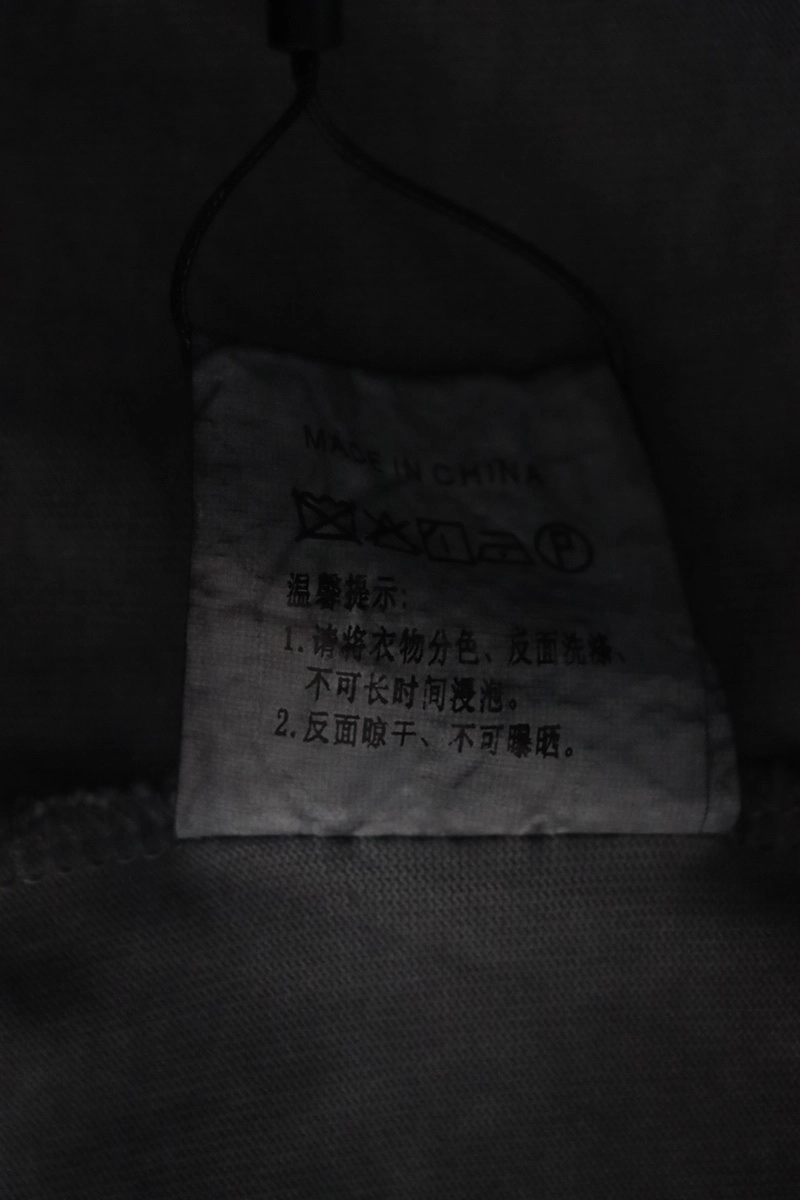 MADE IN CHINA
P
温馨提示:
1.请将衣物分色、反面洗涤、
不可长时间浸泡。
2.反面晾干、不可曝晒。